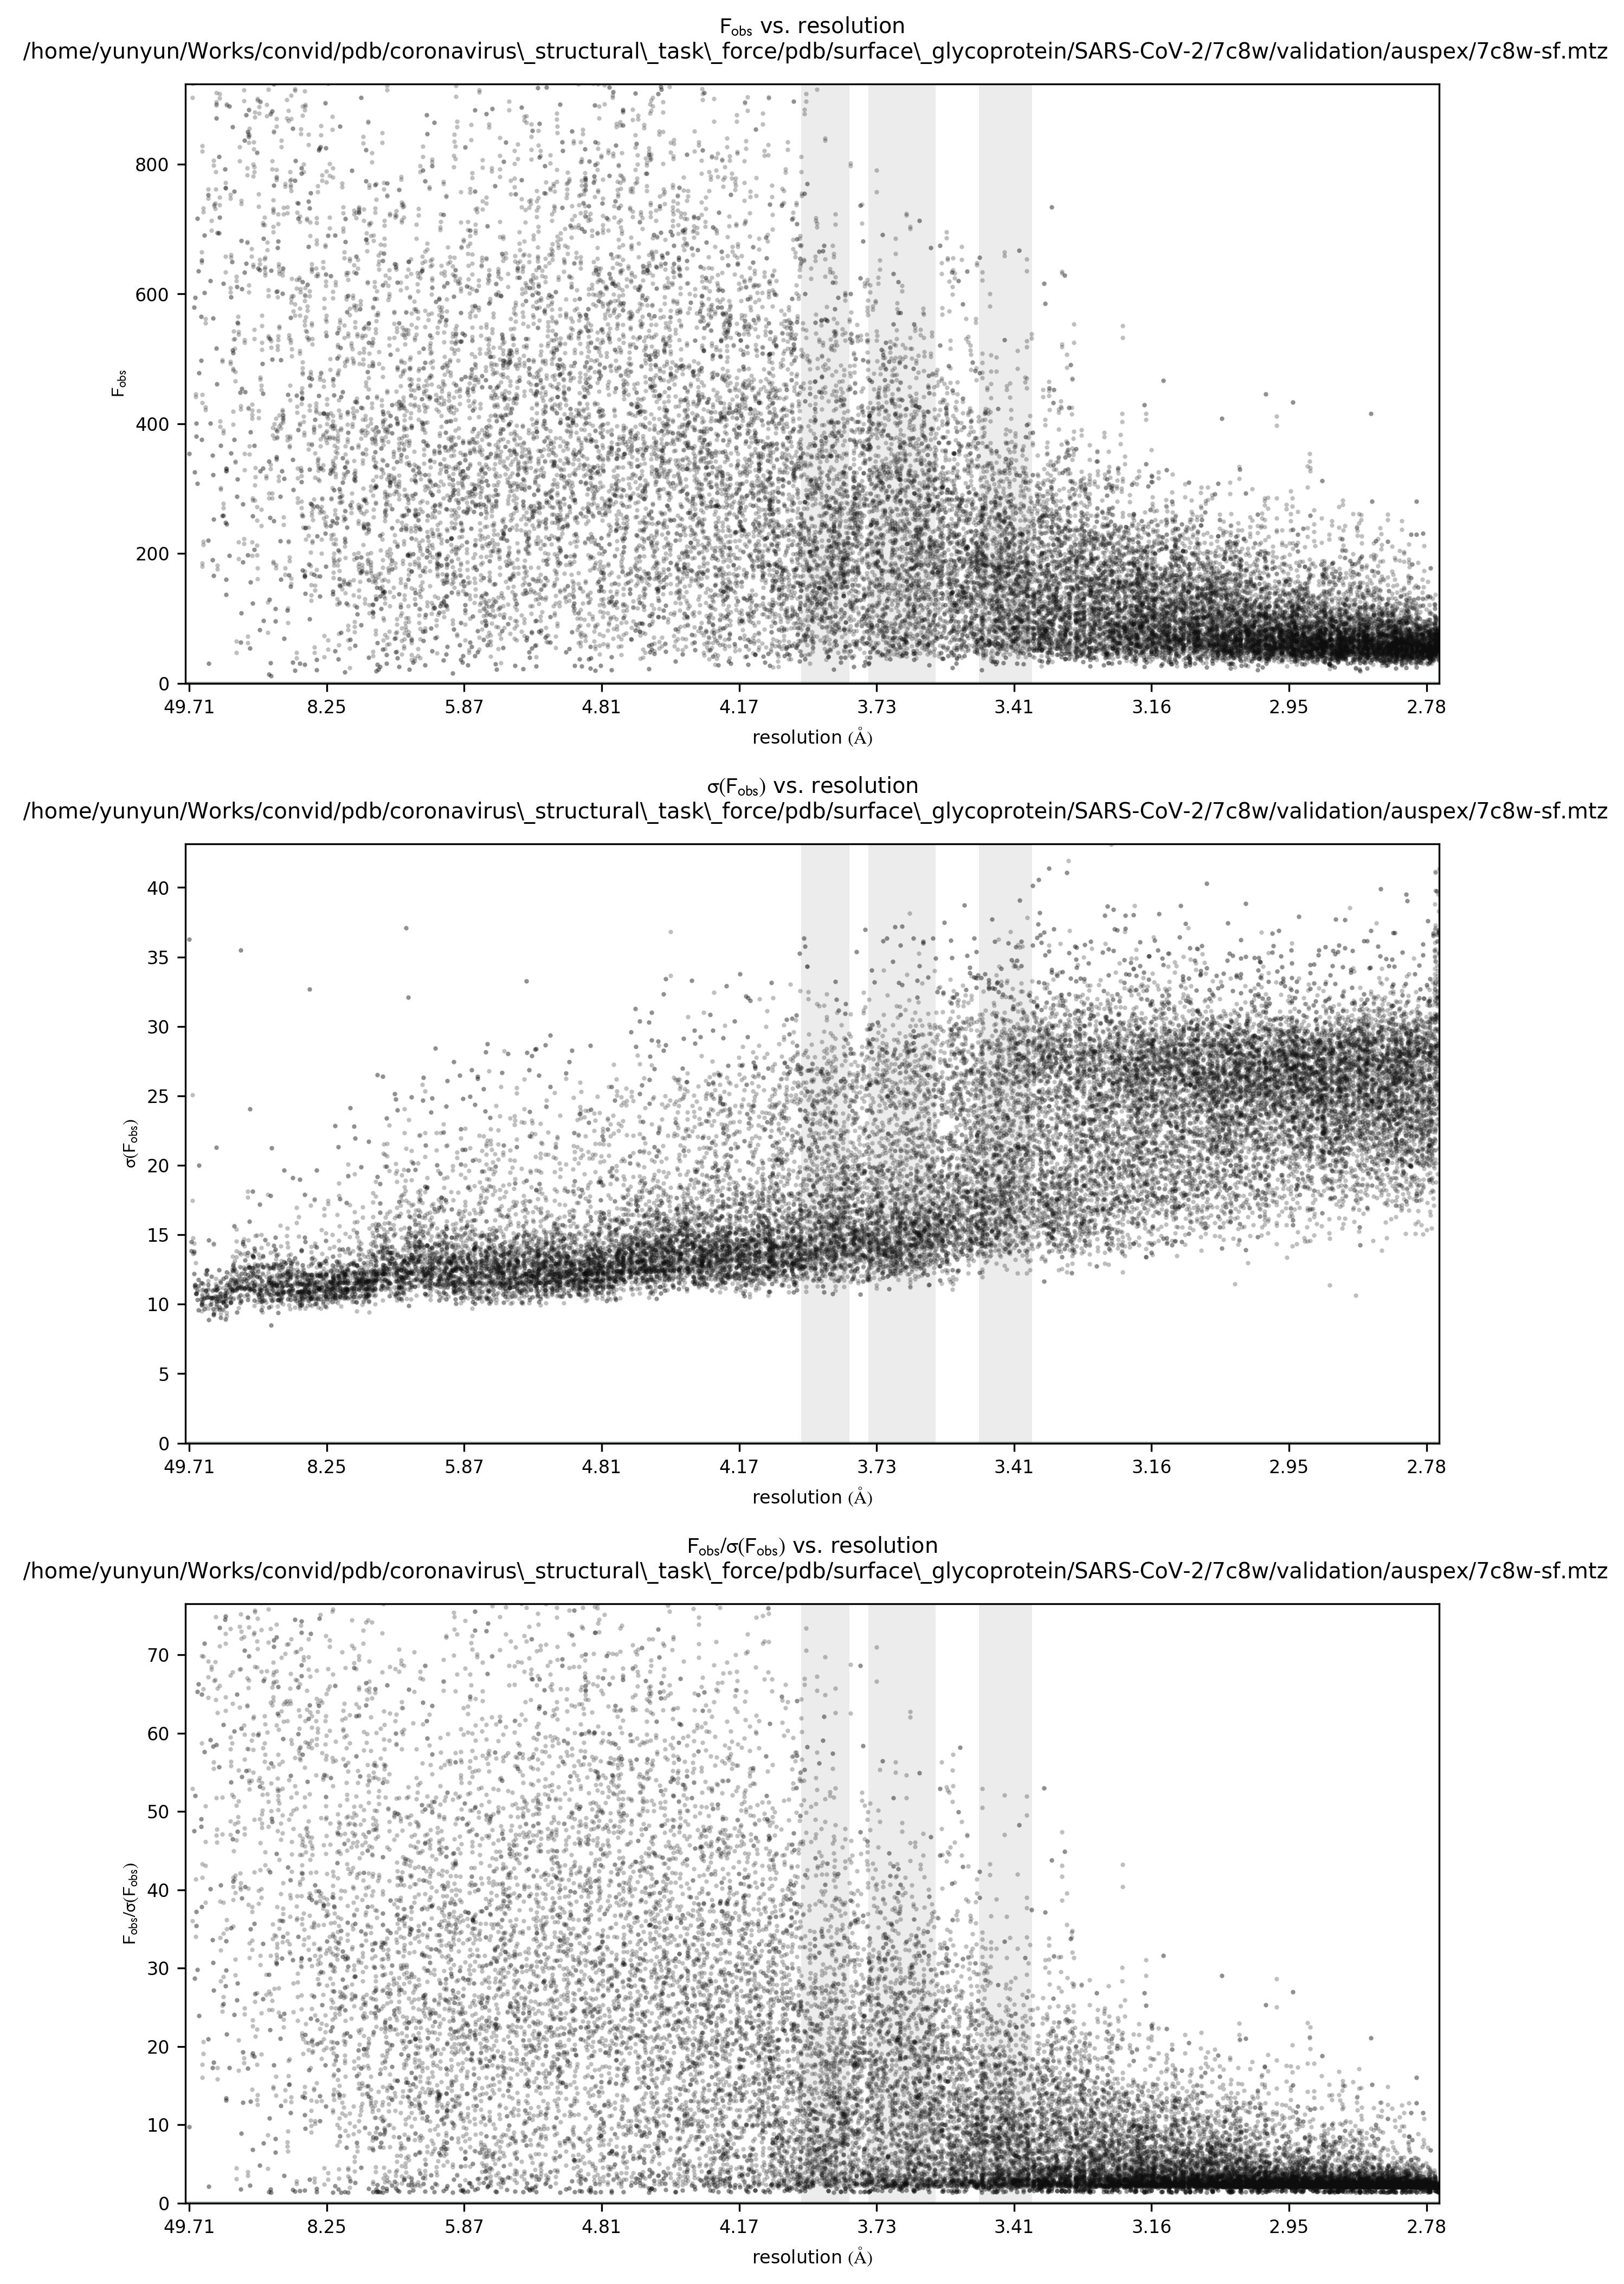 Fobs vs. resolution
/home/yunyun/Works/convid/pdb/coronavirus\_structural\_task\_force/pdb/surface\_glycoprotein/SARS-CoV-2/7c8w/validation/auspex/7c8w-sf.mtz
800
600
Fobs
400
200
0
49.71 8.25 5.87 4.81 4.17 3.73 3.41 3.16 2.95 2.78
resolution (Å)
σ(Fobs) vs. resolution
/home/yunyun/Works/convid/pdb/coronavirus\_structural\_task\_force/pdb/surface\_glycoprotein/SARS-CoV-2/7c8w/validation/auspex/7c8w-sf.mtz
40
35
30
25
σ(Fobs)
20
15
10
5
0
49.71 8.25 5.87 4.81 4.17 3.73 3.41 3.16 2.95 2.78
resolution (Å)
Fobs/σ(Fobs) vs. resolution
/home/yunyun/Works/convid/pdb/coronavirus\_structural\_task\_force/pdb/surface\_glycoprotein/SARS-CoV-2/7c8w/validation/auspex/7c8w-sf.mtz
70
60
50
40
Fobs/σ(Fobs)
30
20
10
0
49.71 8.25 5.87 4.81 4.17 3.73 3.41 3.16 2.95 2.78
resolution (Å)